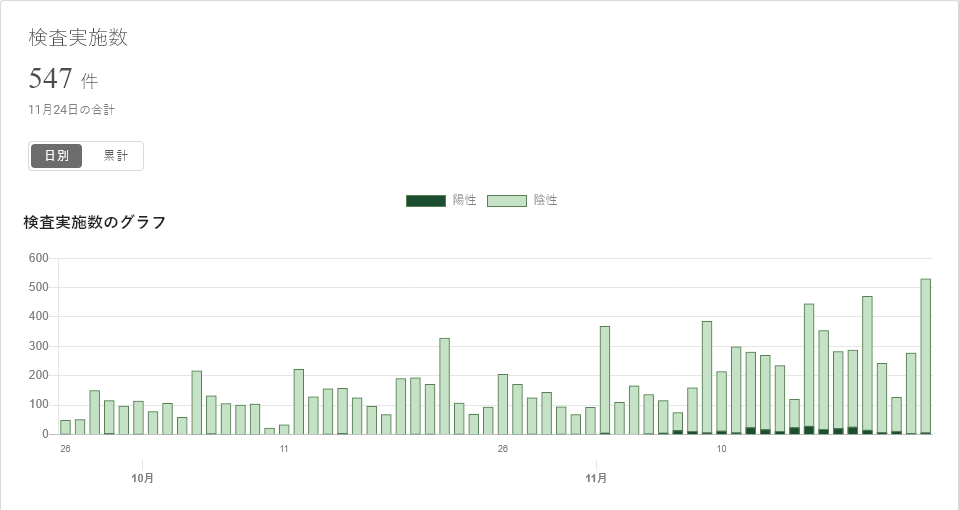 検査実施数
547 件
11月24日の合計
日別 累計
陽性 陰性
検査実施数のグラフ
600
500
400
300
200
100
0
26 11 26 10
10月 11月